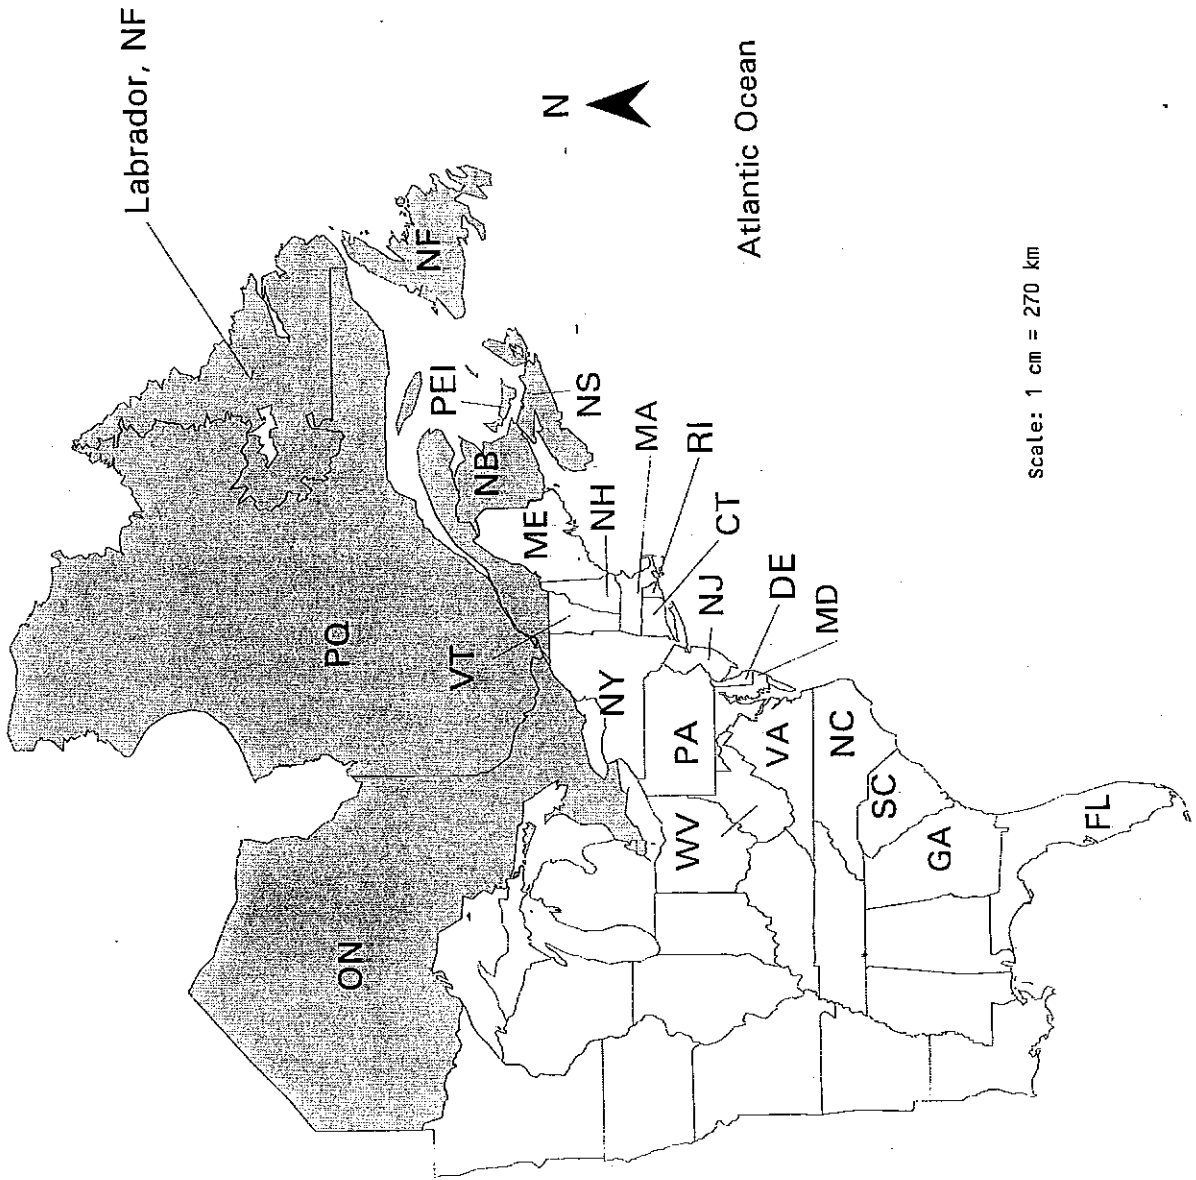 Labrador, NF
N
NF
PEI
NS
NB
ME
NH
MA
RI
CT
NJ
DE
MD
PQ
VT
ON
NY
PA
VA
WV
NC
SC
GA
FL
Atlantic Ocean
Scale: 1 cm = 270 km